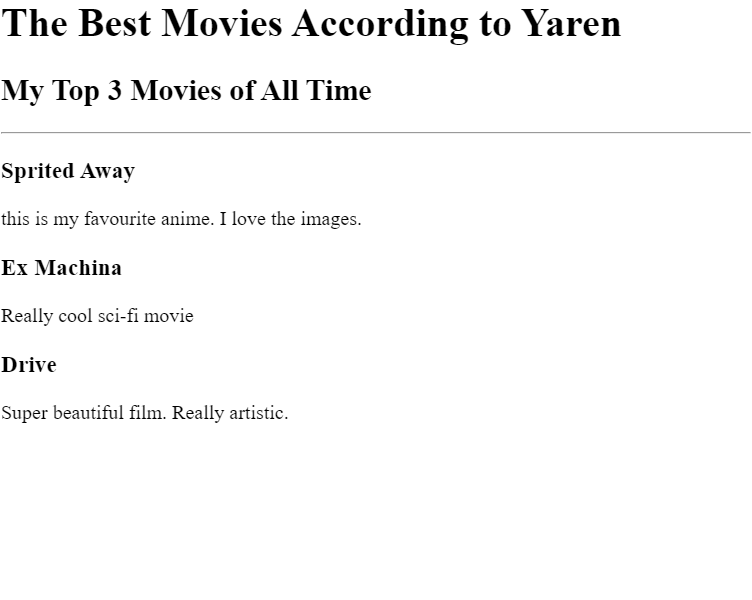 The Best Movies According to Yaren
My Top 3 Movies of All Time
Sprited Away
this is my favourite anime. I love the images.
Ex Machina
Really cool sci-fi movie
Drive
Super beautiful film. Really artistic.